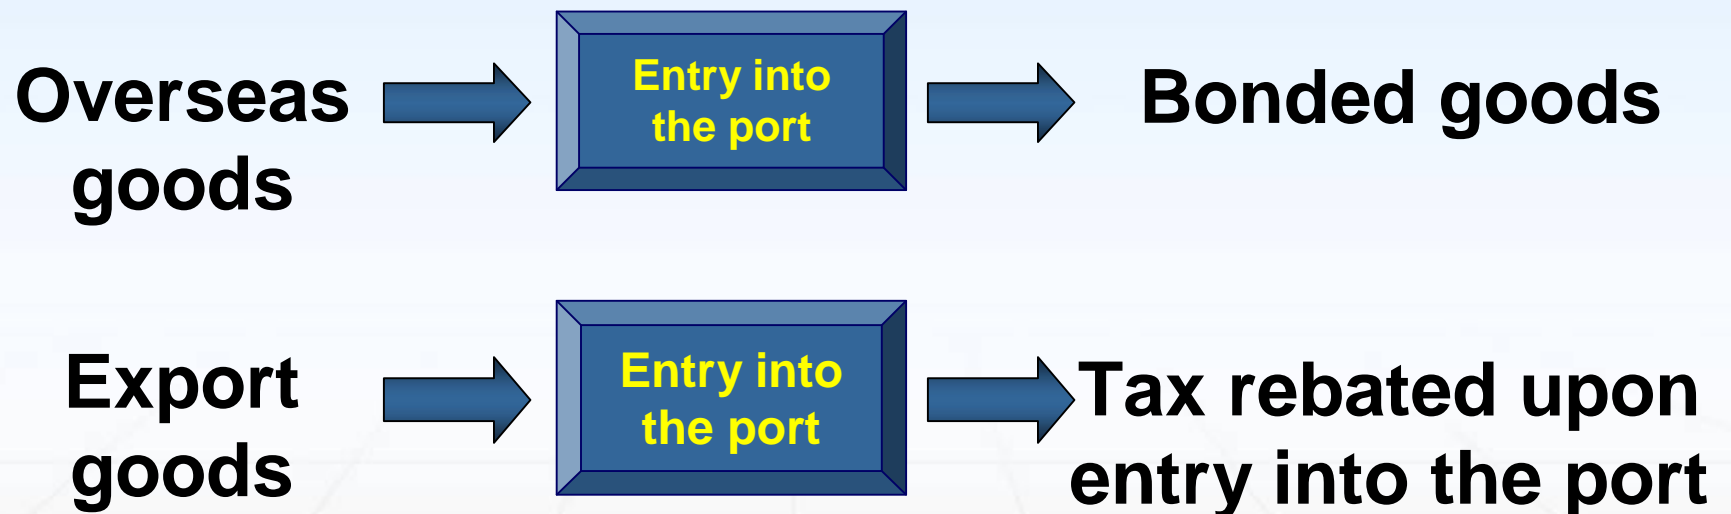 Overseas
goods
Entry into
the port
Bonded goods
Export
goods
Entry into
the port
Tax rebated upon
entry into the port